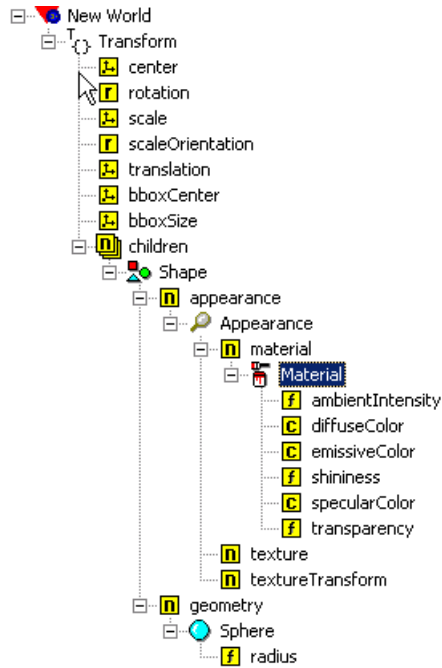 New World
T{} Transform
center
r rotation
scale
r scaleOrientation
translation
bboxCenter
bboxSize
n children
Shape
n appearance
Appearance
n material
Material
f ambientIntensity
C diffuseColor
C emissiveColor
f shininess
C specularColor
f transparency
n texture
n textureTransform
n geometry
Sphere
f radius